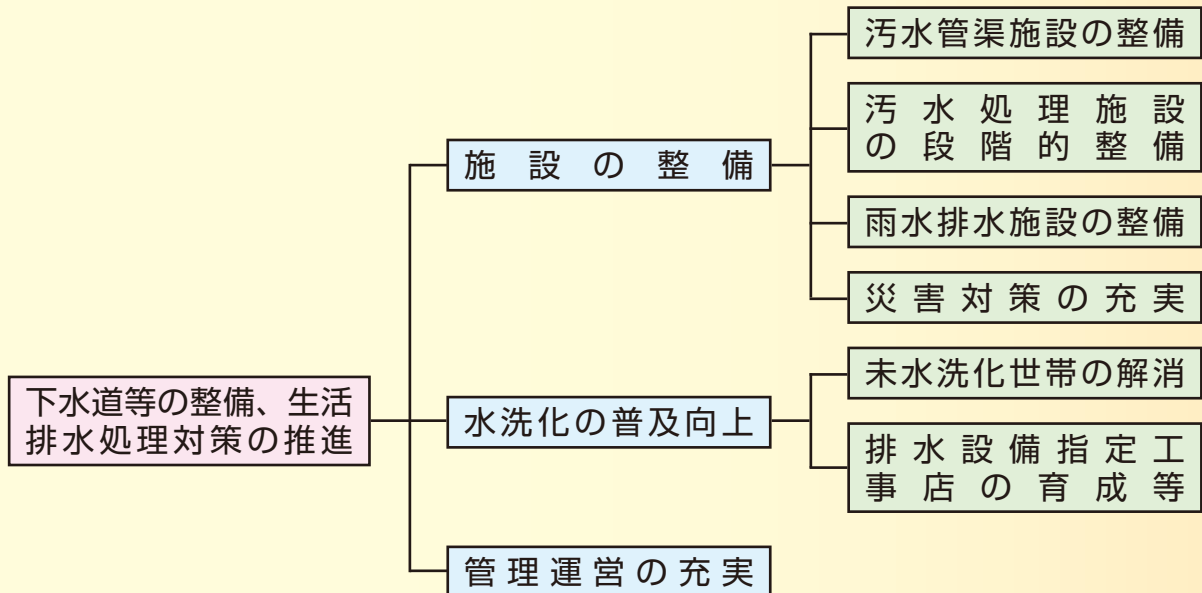 下水道等の整備、生活
排水処理対策の推進
施設の整備
汚水管渠施設の整備
汚水処理施設
の段階的整備
雨水排水施設の整備
災害対策の充実
水洗化の普及向上
未水洗化世帯の解消
排水設備指定工
事店の育成等
管理運営の充実